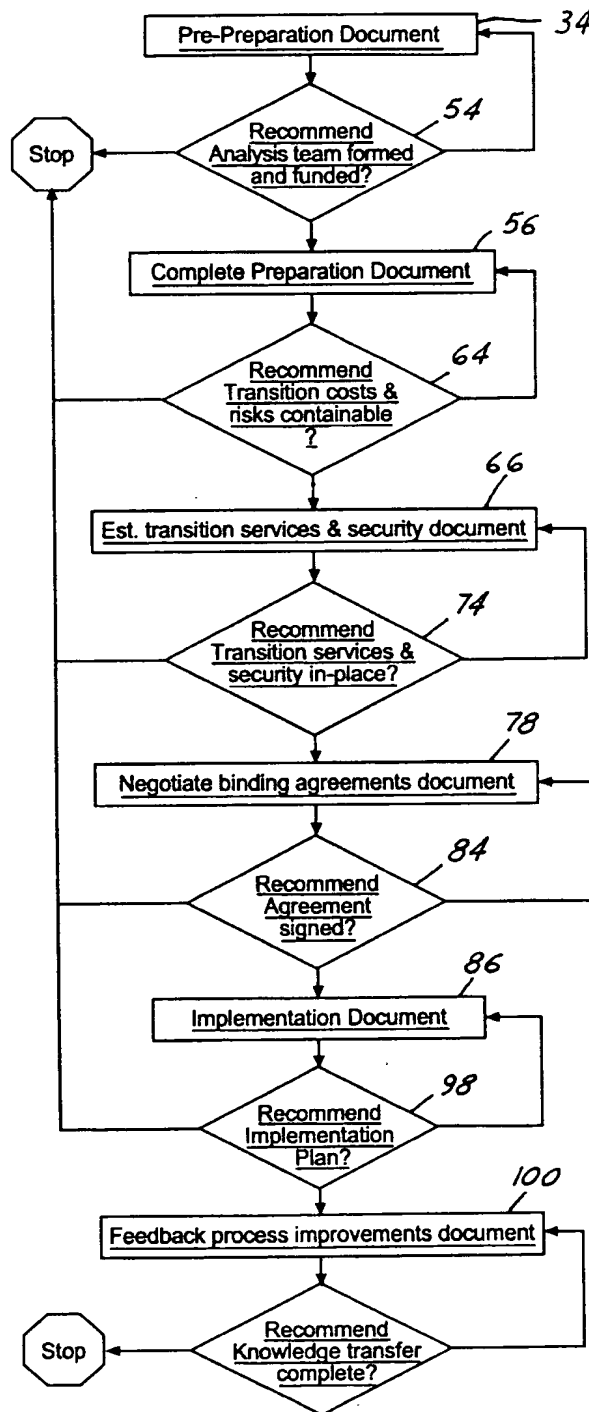 34
Pre-Preparation Document
54
Recommend
Analysis team formed
and funded?
Stop
56
Complete Preparation Document
64
Recommend
Transition costs &
risks containable
?
66
Est. transition services & security document
74
Recommend
Transition services &
security in-place?
78
Negotiate binding agreements document
84
Recommend
Agreement
signed?
86
Implementation Document
98
Recommend
Implementation
Plan?
100
Feedback process improvements document
Stop
Recommend
Knowledge transfer
complete?